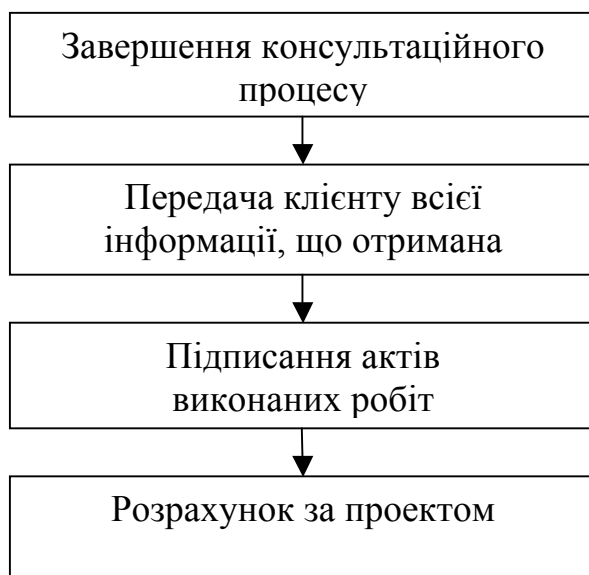 Завершення консультаційного
процесу
Передача клієнту всієї
інформації, що отримана
Підписання актів
виконаних робіт
Розрахунок за проектом